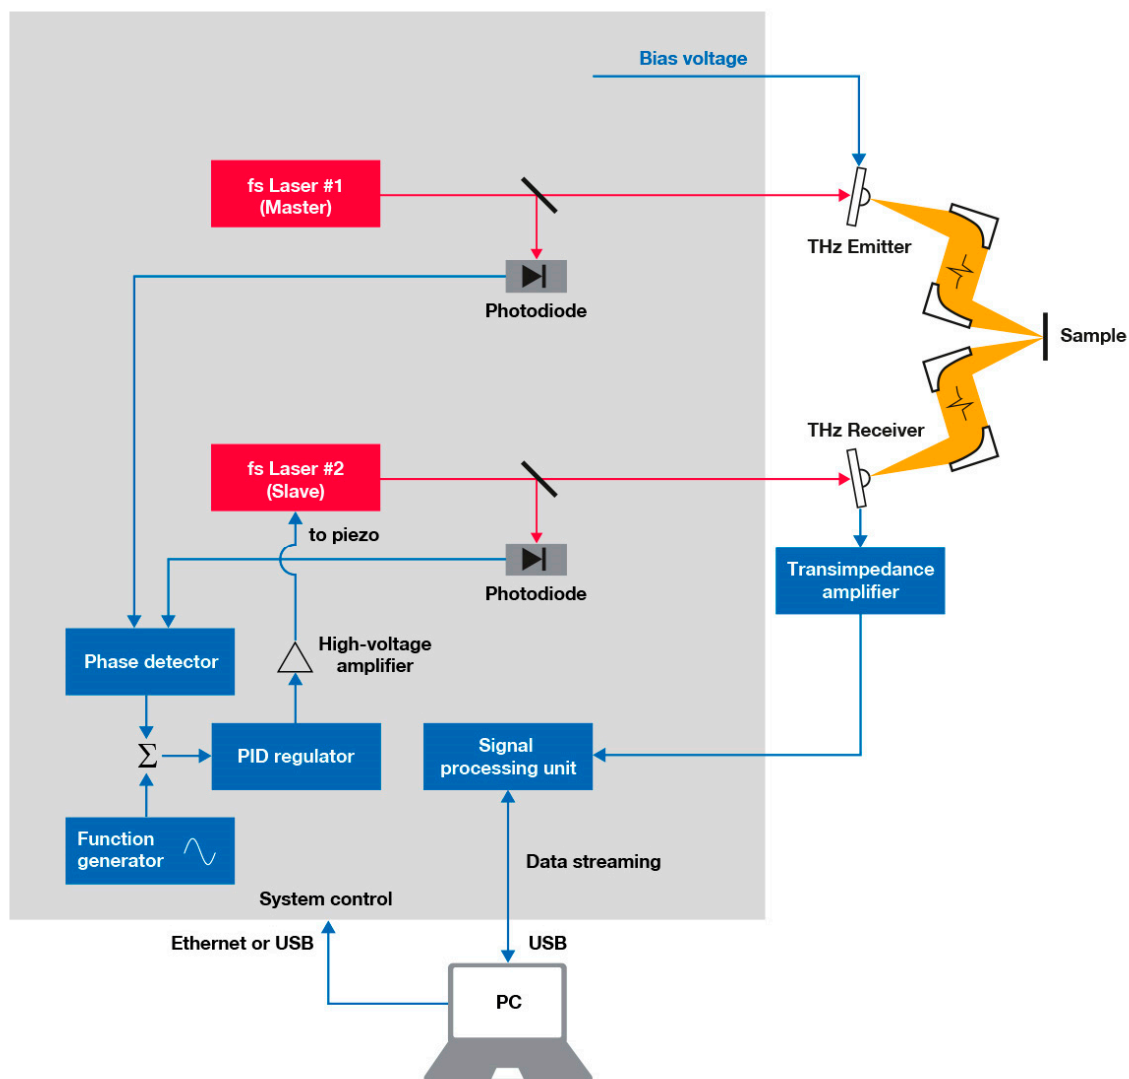 Bias voltage
fs Laser #1
(Master)
THz Emitter
Photodiode
Sample
THz Receiver
fs Laser #2
(Slave)
to piezo
Photodiode
Transimpedance
amplifier
High-voltage
amplifier
Phase detector
Σ
PID regulator
Signal
processing unit
Function
generator
Data streaming
System control
Ethernet or USB
USB
PC